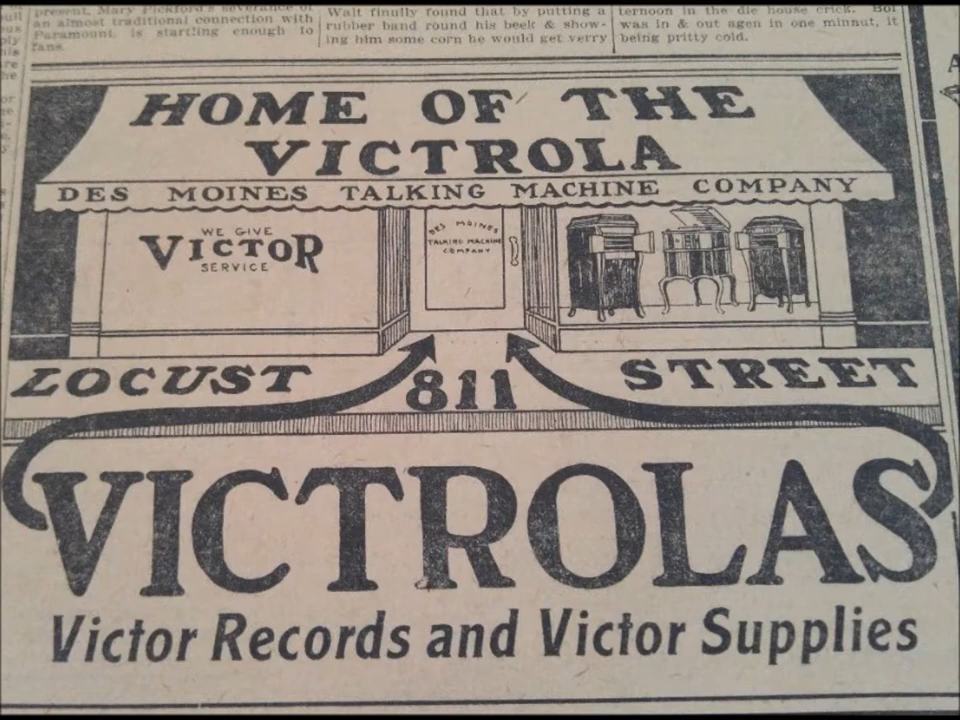 present, Mary Pickford's severance of
an almost traditional connection with
Paramount, is startling enough to
fans.
Walt finully found that by putting a
rubber band round his beek & show-
ing him some corn he would get verry
ternoon in the die house crick. Bot
was in & out agen in one minnut, it
being pritty cold.
HOME OF THE
VICTROLA
DES MOINES TALKING MACHINE COMPANY
WE GIVE
VICTOR
SERVICE
DES MOINES
TALKING MACHINE
COMPANY
LOCUST 811 STREET
VICTROLAS
Victor Records and Victor Supplies